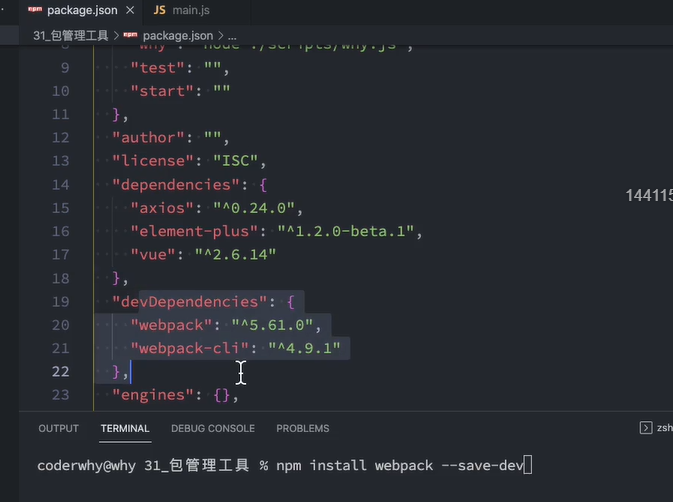 package.json
JS main.js
31_包管理工具 > package.json > ...
8 "why": "node ./scripts/why.js",
9 "test": "",
10 "start": ""
11 },
12 "author": "",
13 "license": "ISC",
14 "dependencies": {
15 "axios": "^0.24.0",
16 "element-plus": "^1.2.0-beta.1",
17 "vue": "^2.6.14"
18 },
19 "devDependencies": {
20 "webpack": "^5.61.0",
21 "webpack-cli": "^4.9.1"
22 },
23 "engines": {},
144115
OUTPUT TERMINAL DEBUG CONSOLE PROBLEMS zsh
coderwhy@why 31_包管理工具 % npm install webpack --save-dev